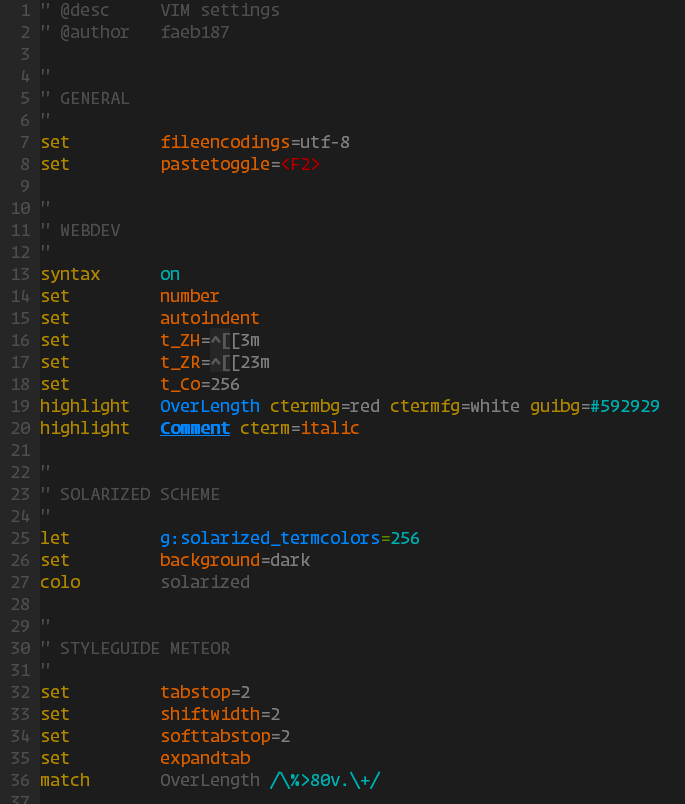 1 " @desc     VIM settings
2 " @author   faeb187
3
4 "
5 " GENERAL
6 "
7 set         fileencodings=utf-8
8 set         pastetoggle=<F2>
9
10 "
11 " WEBDEV
12 "
13 syntax      on
14 set         number
15 set         autoindent
16 set         t_ZH=^[[3m
17 set         t_ZR=^[[23m
18 set         t_Co=256
19 highlight   OverLength ctermbg=red ctermfg=white guibg=#592929
20 highlight   Comment cterm=italic
21
22 "
23 " SOLARIZED SCHEME
24 "
25 let         g:solarized_termcolors=256
26 set         background=dark
27 colo        solarized
28
29 "
30 " STYLEGUIDE METEOR
31 "
32 set         tabstop=2
33 set         shiftwidth=2
34 set         softtabstop=2
35 set         expandtab
36 match       OverLength /\%>80v.\+/
37